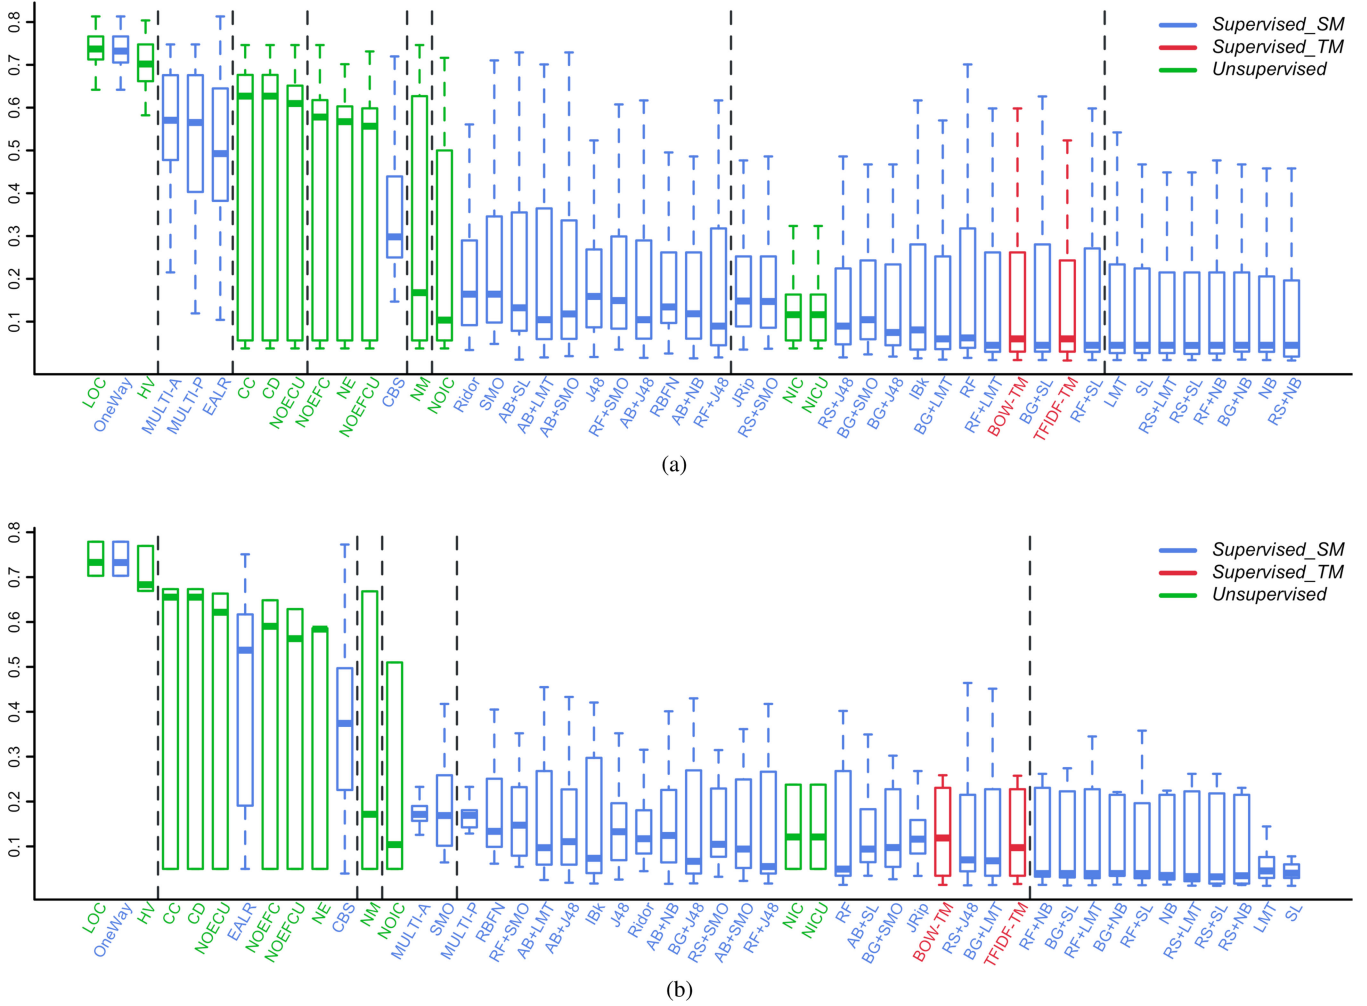 0.8
0.7
0.6
0.5
0.4
0.3
0.2
0.1
Supervised_SM
Supervised_TM
Unsupervised
LOC
OneWay
HV
MULTI-A
MULTI-P
EALR
CC
CD
NOECU
NOEFC
NE
NOEFCU
CBS
NM
NOIC
Ridor
SMO
AB+SL
AB+LMT
AB+SMO
J48
RF+SMO
AB+J48
RBFN
AB+NB
RF+J48
JRip
RS+SMO
NIC
NICU
RS+J48
BG+SMO
BG+J48
IBk
BG+LMT
RF
RF+LMT
BOW-TM
BG+SL
TFIDF-TM
RF+SL
LMT
SL
RS+LMT
RS+SL
RF+NB
BG+NB
NB
RS+NB
(a)
0.8
0.7
0.6
0.5
0.4
0.3
0.2
0.1
Supervised_SM
Supervised_TM
Unsupervised
LOC
OneWay
HV
CC
CD
NOECU
EALR
NOEFC
NOEFCU
NE
CBS
NM
NOIC
MULTI-A
SMO
MULTI-P
RBFN
RF+SMO
AB+LMT
AB+J48
IBk
J48
Ridor
AB+NB
BG+J48
RS+SMO
AB+SMO
RF+J48
NIC
NICU
RF
AB+SL
BG+SMO
JRip
BOW-TM
RS+J48
BG+LMT
TFIDF-TM
RF+NB
BG+SL
RF+LMT
BG+NB
RF+SL
NB
RS+LMT
RS+SL
RS+NB
LMT
SL
(b)